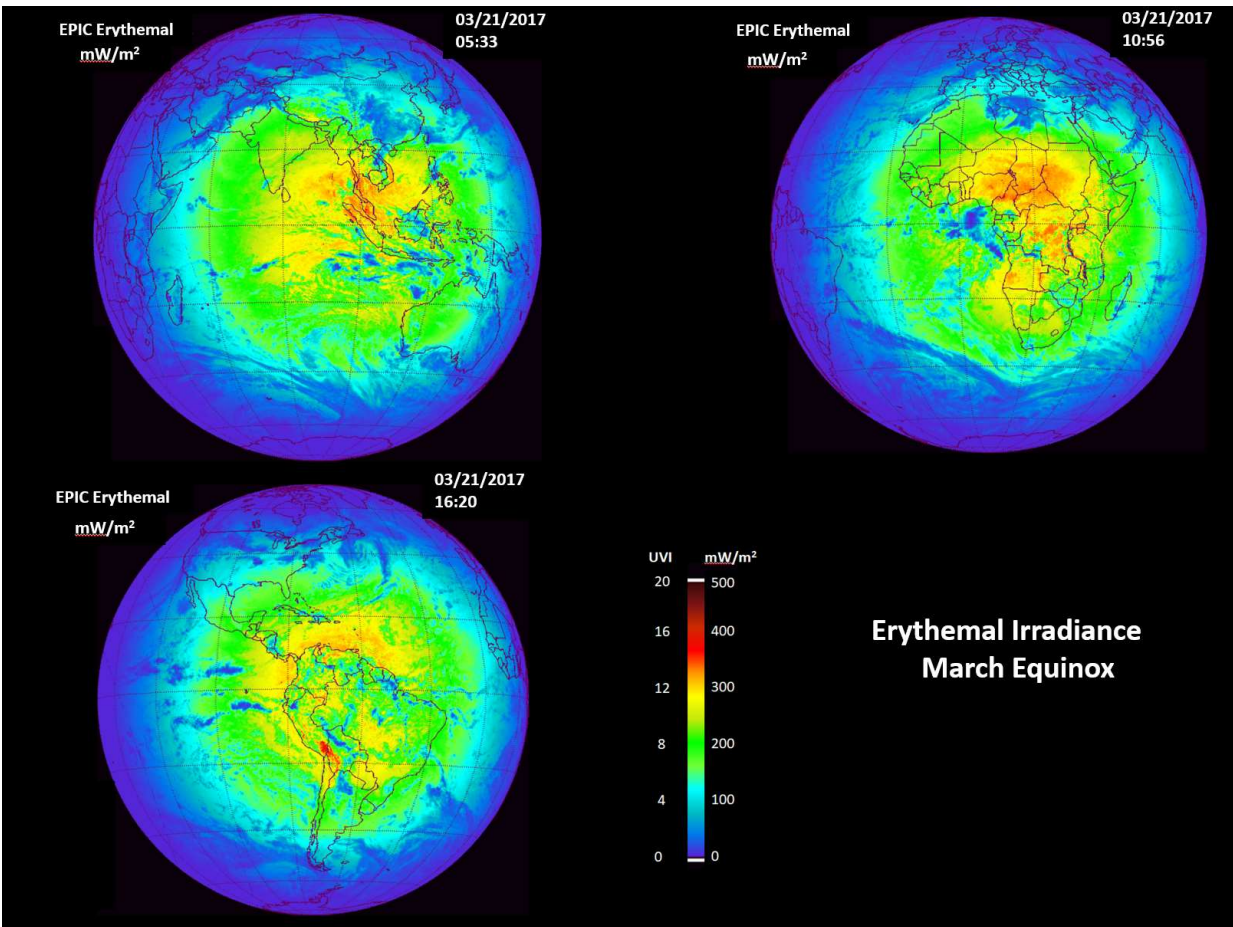 EPIC Erythemal
mW/m²
03/21/2017
05:33
EPIC Erythemal
mW/m²
03/21/2017
10:56
EPIC Erythemal
mW/m²
03/21/2017
16:20
UVI mW/m²
20 500
16 400
12 300
8 200
4 100
0 0
Erythemal Irradiance
March Equinox